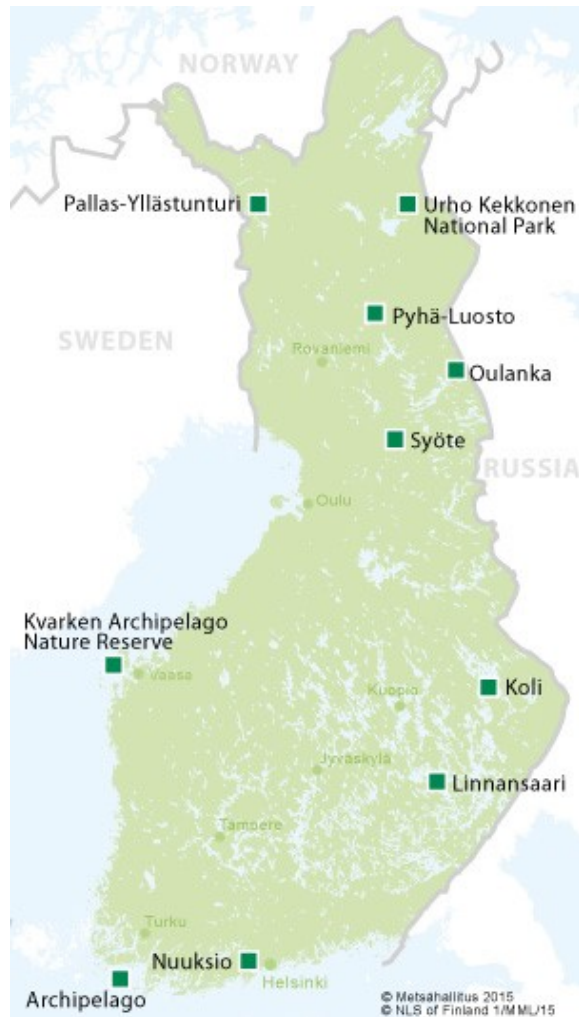 NORWAY
Pallas-Yllästunturi
Urho Kekkonen
National Park
Pyhä-Luosto
SWEDEN
Rovaniemi
Oulanka
Syöte
RUSSIA
Oulu
Kvarken Archipelago
Nature Reserve
Vaasa
Koli
Kuopio
Jyväskylä
Linnansaari
Tampere
Turku
Nuuksio
Helsinki
Archipelago
© Metsähallitus 2015
© NLS of Finland 1/MML/15